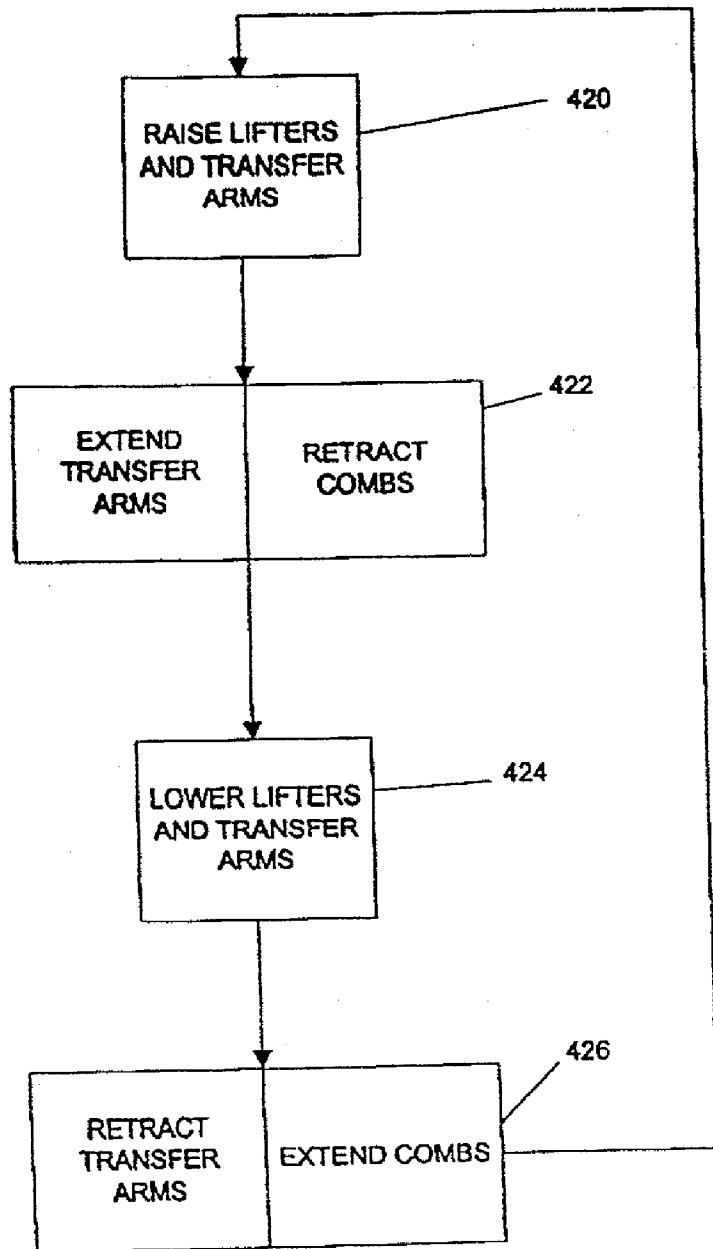 420
RAISE LIFTERS
AND TRANSFER
ARMS
422
EXTEND
TRANSFER
ARMS
RETRACT
COMBS
424
LOWER LIFTERS
AND TRANSFER
ARMS
426
RETRACT
TRANSFER
ARMS
EXTEND COMBS